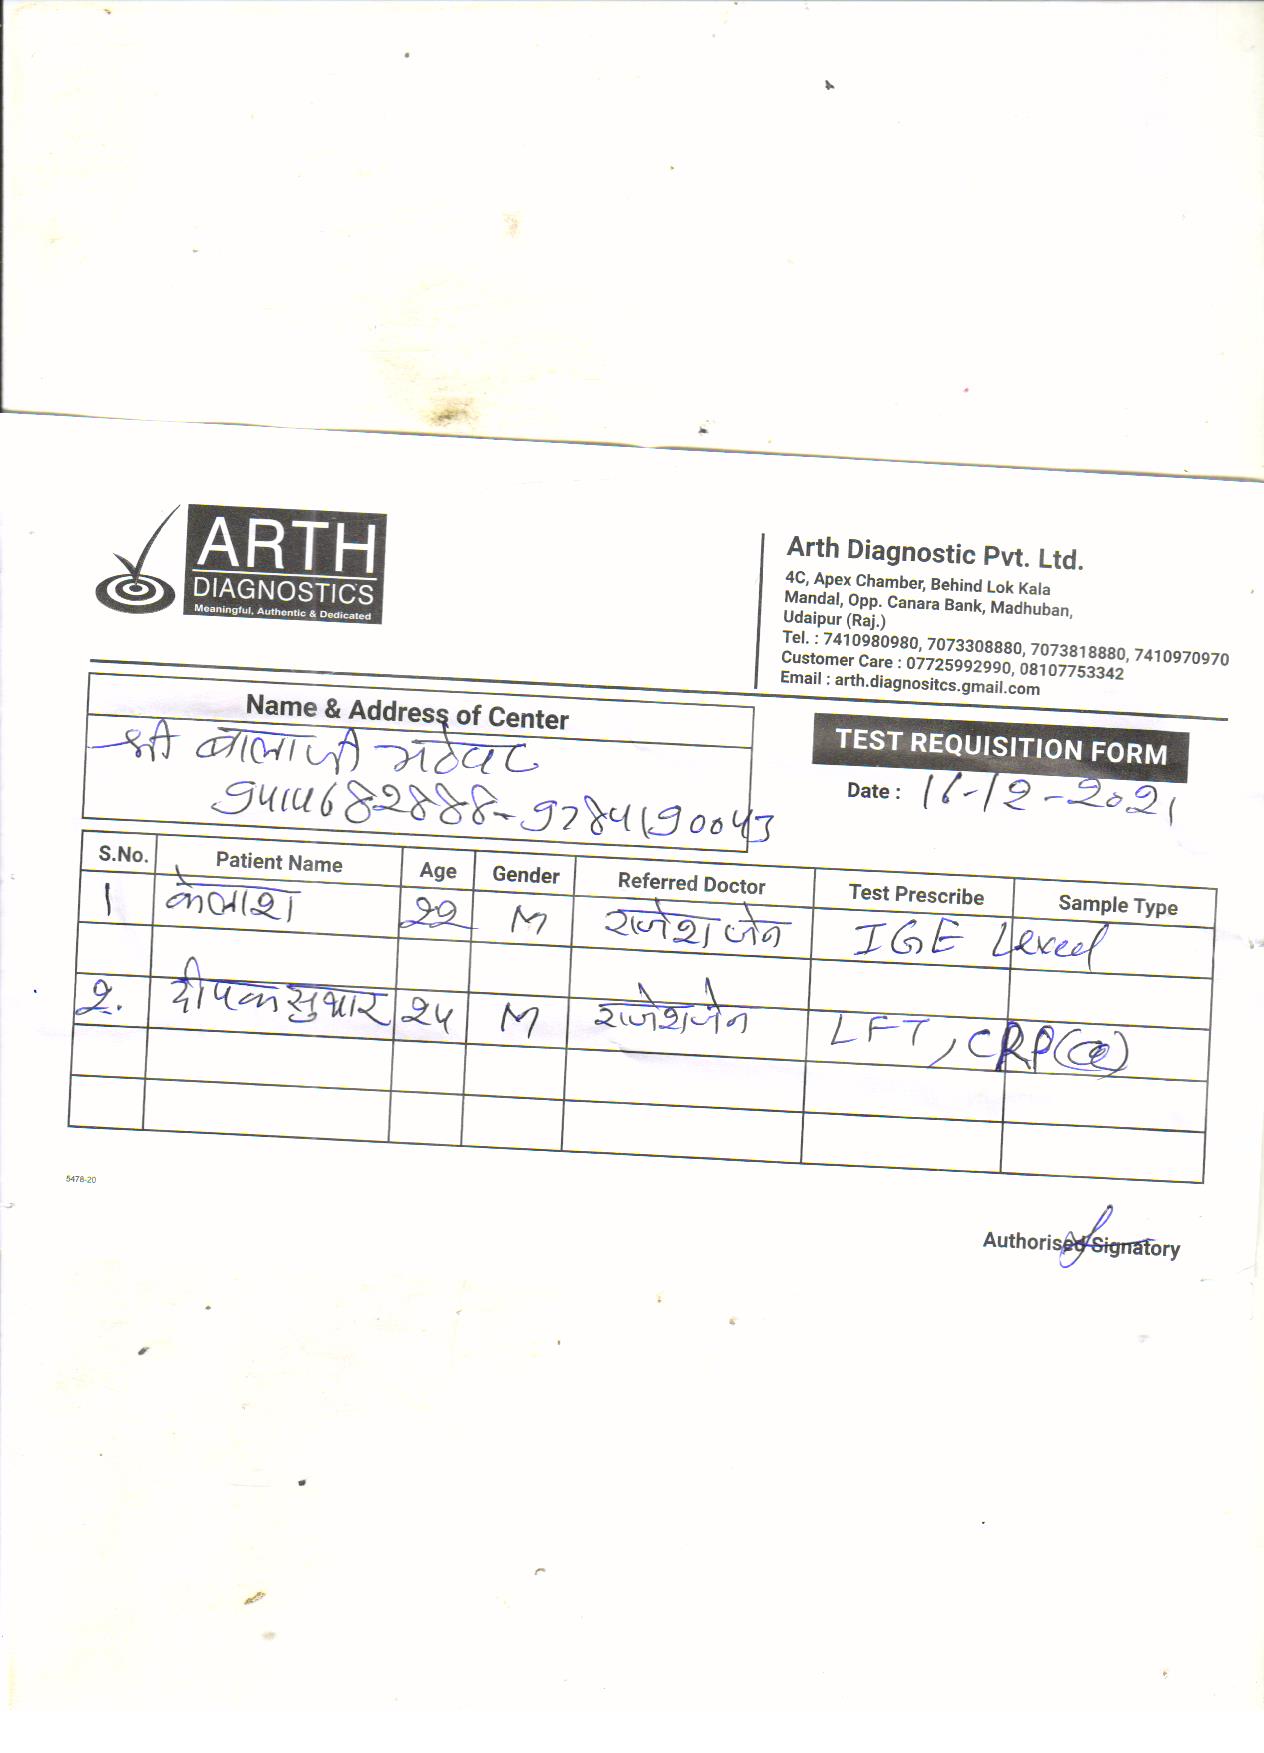 ARTH
DIAGNOSTICS
Meaningful, Authentic & Dedicated
Arth Diagnostic Pvt. Ltd.
4C, Apex Chamber, Behind Lok Kala
Mandal, Opp. Canara Bank, Madhuban,
Udaipur (Raj.)
Tel. : 7410980980, 7073308880, 7073818880, 7410970970
Customer Care : 07725992990, 08107753342
Email : arth.diagnositcs.gmail.com
Name & Address of Center
श्री बालाजी
9414682888-9784190043
TEST REQUISITION FORM
Date : 16-12-2021
S.No. Patient Name Age Gender Referred Doctor Test Prescribe Sample Type
1 केलाश 22 M राजेश जेन IGE Level
2. दीपक सुथार 24 M राजेश जेन LFT, CRP(Q)
5478-20
Authorised Signatory